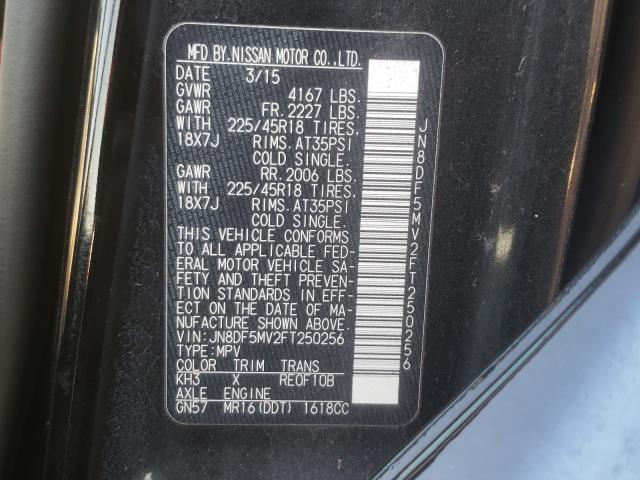 MFD BY.NISSAN MOTOR CO.,LTD.
DATE 3/15
GVWR 4167 LBS.
GAWR FR. 2227 LBS.
WITH 225/45R18 TIRES,
18X7J RIMS.AT35PSI
COLD SINGLE.
GAWR RR. 2006 LBS.
WITH 225/45R18 TIRES,
18X7J RIMS.AT35PSI
COLD SINGLE.
THIS VEHICLE CONFORMS
TO ALL APPLICABLE FED-
ERAL MOTOR VEHICLE SA-
FETY AND THEFT PREVEN-
TION STANDARDS IN EFF-
ECT ON THE DATE OF MA-
NUFACTURE SHOWN ABOVE.
VIN:JN8DF5MV2FT250256
TYPE:MPV
COLOR TRIM TRANS
KH3 X RE0F10B
AXLE ENGINE
GN57 MR16(DDT) 1618CC
JN8DF5MV2FT250256